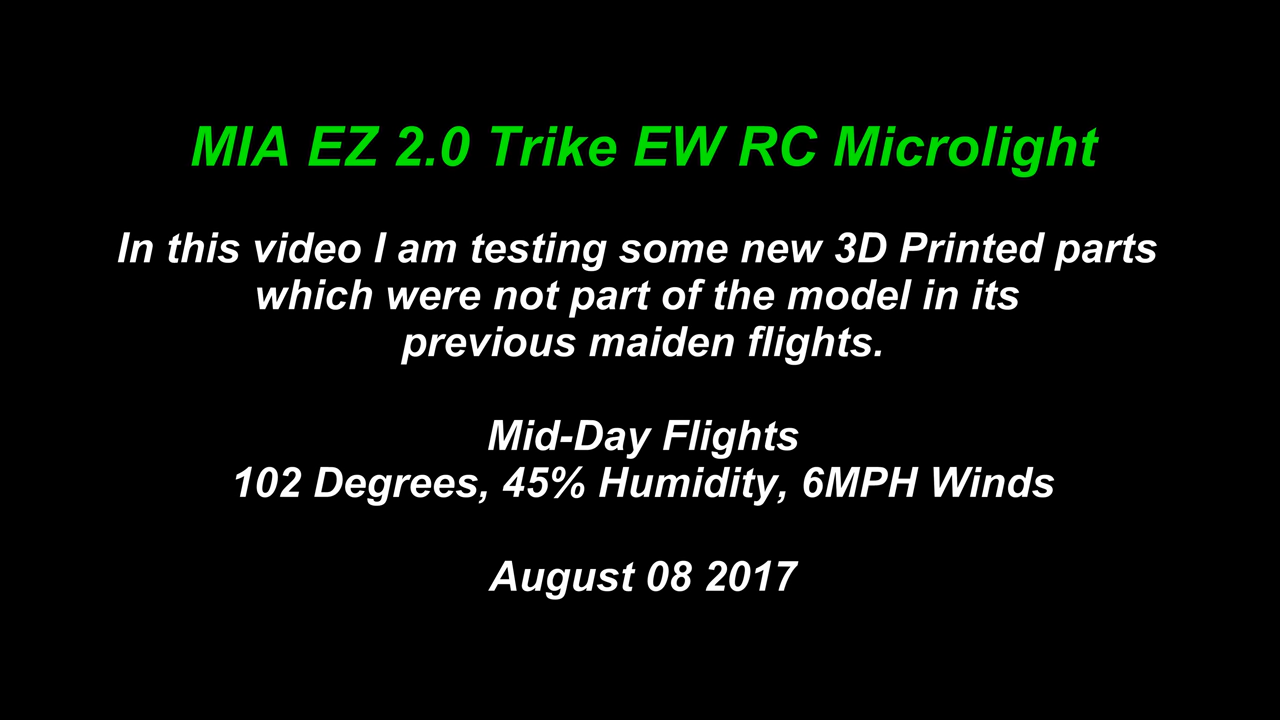 MIA EZ 2.0 Trike EW RC Microlight
In this video I am testing some new 3D Printed parts
which were not part of the model in its
previous maiden flights.
Mid-Day Flights
102 Degrees, 45% Humidity, 6MPH Winds
August 08 2017